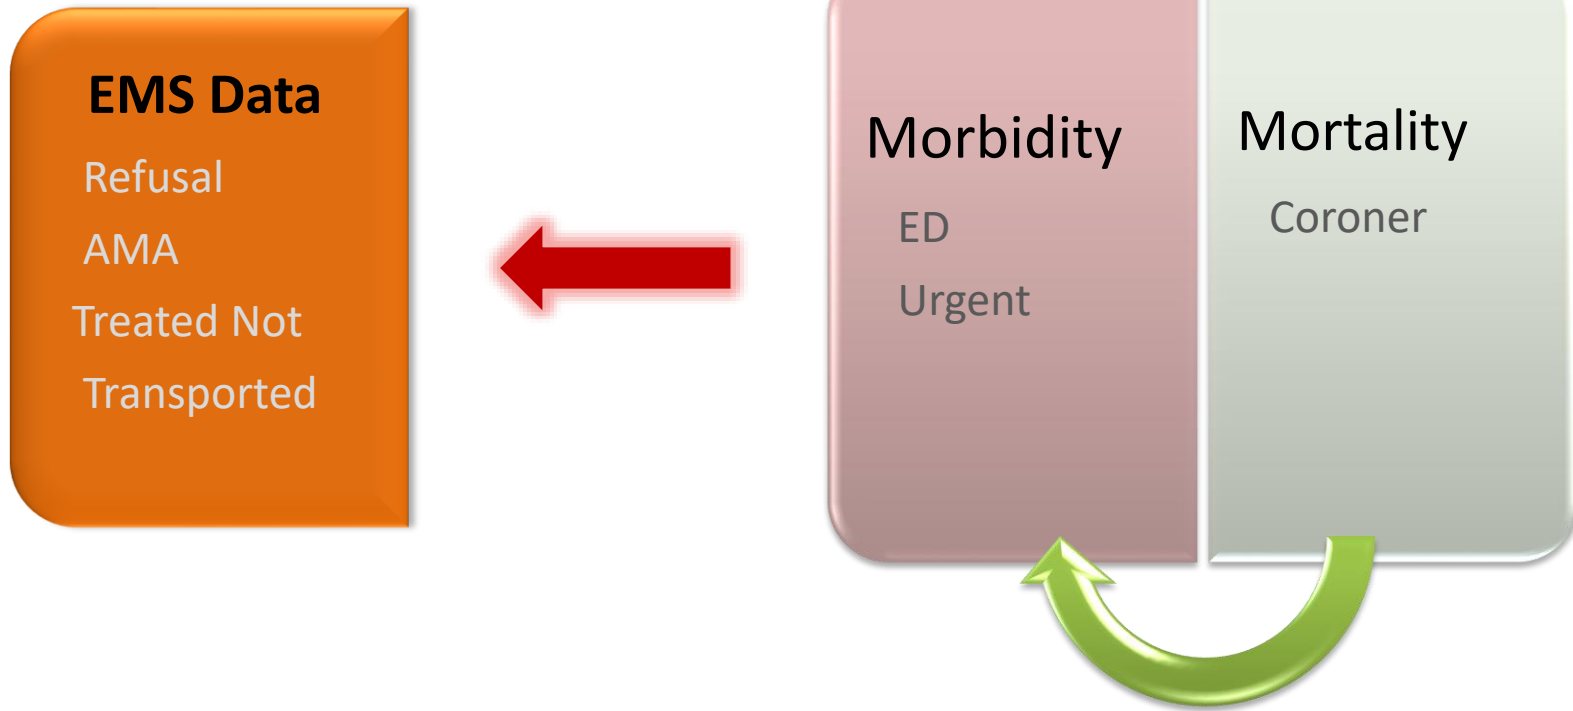 EMS Data
Refusal
AMA
Treated Not
Transported
Morbidity
ED
Urgent
Mortality
Coroner